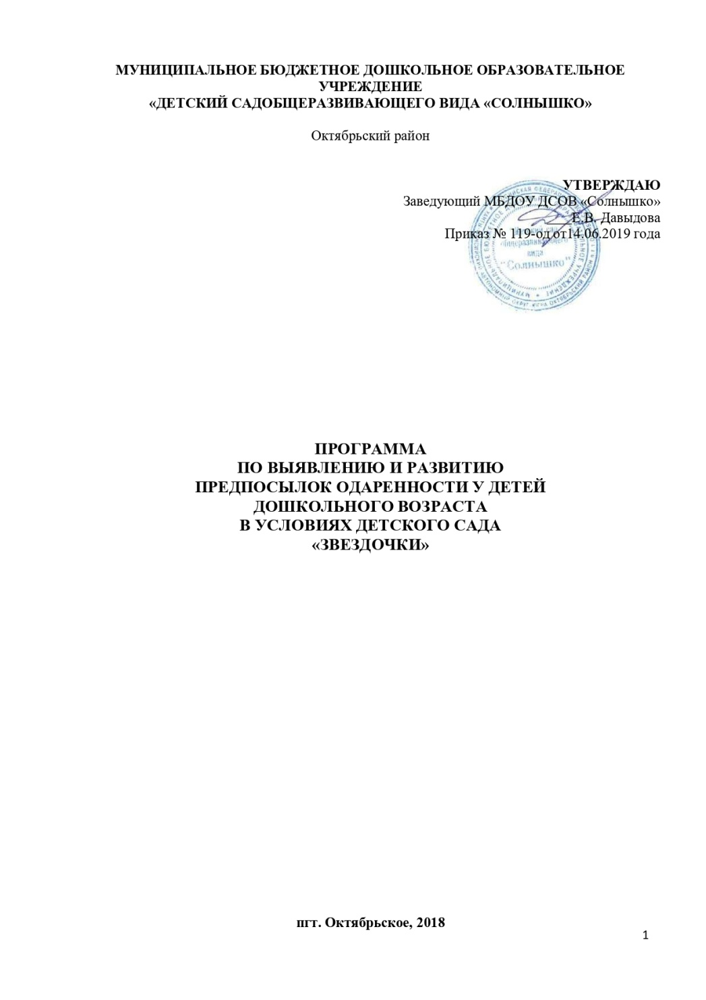 МУНИЦИПАЛЬНОЕ БЮДЖЕТНОЕ ДОШКОЛЬНОЕ ОБРАЗОВАТЕЛЬНОЕ
УЧРЕЖДЕНИЕ
«ДЕТСКИЙ САДОБЩЕРАЗВИВАЮЩЕГО ВИДА «СОЛНЫШКО»
Октябрьский район
УТВЕРЖДАЮ
Заведующий МБДОУ ДСОВ «Солнышко»
Е.В. Давыдова
Приказ № 119-од от14.06.2019 года
общеразвивающего
вида
"Солнышко"
ПРОГРАММА
ПО ВЫЯВЛЕНИЮ И РАЗВИТИЮ
ПРЕДПОСЫЛОК ОДАРЕННОСТИ У ДЕТЕЙ
ДОШКОЛЬНОГО ВОЗРАСТА
В УСЛОВИЯХ ДЕТСКОГО САДА
«ЗВЕЗДОЧКИ»
пгт. Октябрьское, 2018
1